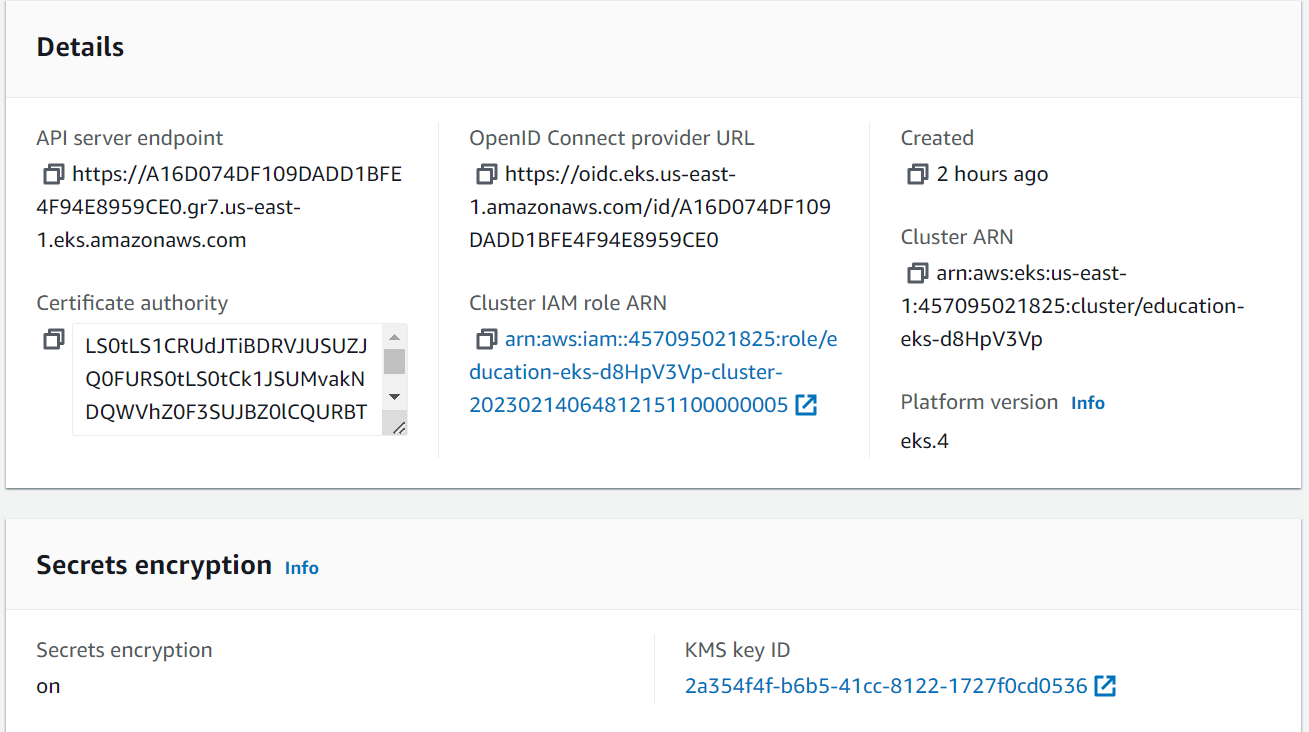 Details
API server endpoint
https://A16D074DF109DADD1BFE
4F94E8959CE0.gr7.us-east-
1.eks.amazonaws.com
Certificate authority
LS0tLS1CRUdJTiBDRVJUSUZJ
Q0FURS0tLS0tCk1JSUMvakN
DQWVhZ0F3SUJBZ0lCQURBT
OpenID Connect provider URL
https://oidc.eks.us-east-
1.amazonaws.com/id/A16D074DF109
DADD1BFE4F94E8959CE0
Cluster IAM role ARN
arn:aws:iam::457095021825:role/e
ducation-eks-d8HpV3Vp-cluster-
20230214064812151100000005
Created
2 hours ago
Cluster ARN
arn:aws:eks:us-east-
1:457095021825:cluster/education-
eks-d8HpV3Vp
Platform version Info
eks.4
Secrets encryption Info
Secrets encryption
on
KMS key ID
2a354f4f-b6b5-41cc-8122-1727f0cd0536